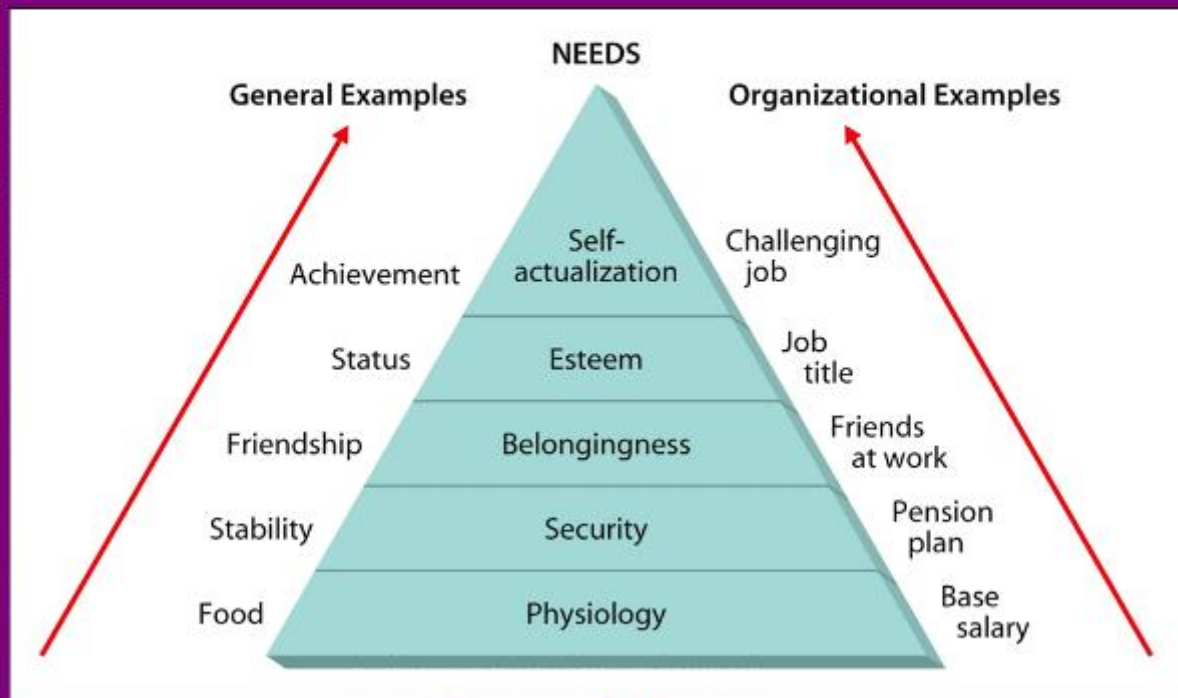 NEEDS
General Examples
Organizational Examples
Achievement
Self-
actualization
Challenging
job
Status
Esteem
Job
title
Friendship
Belongingness
Friends
at work
Stability
Security
Pension
plan
Food
Physiology
Base
salary